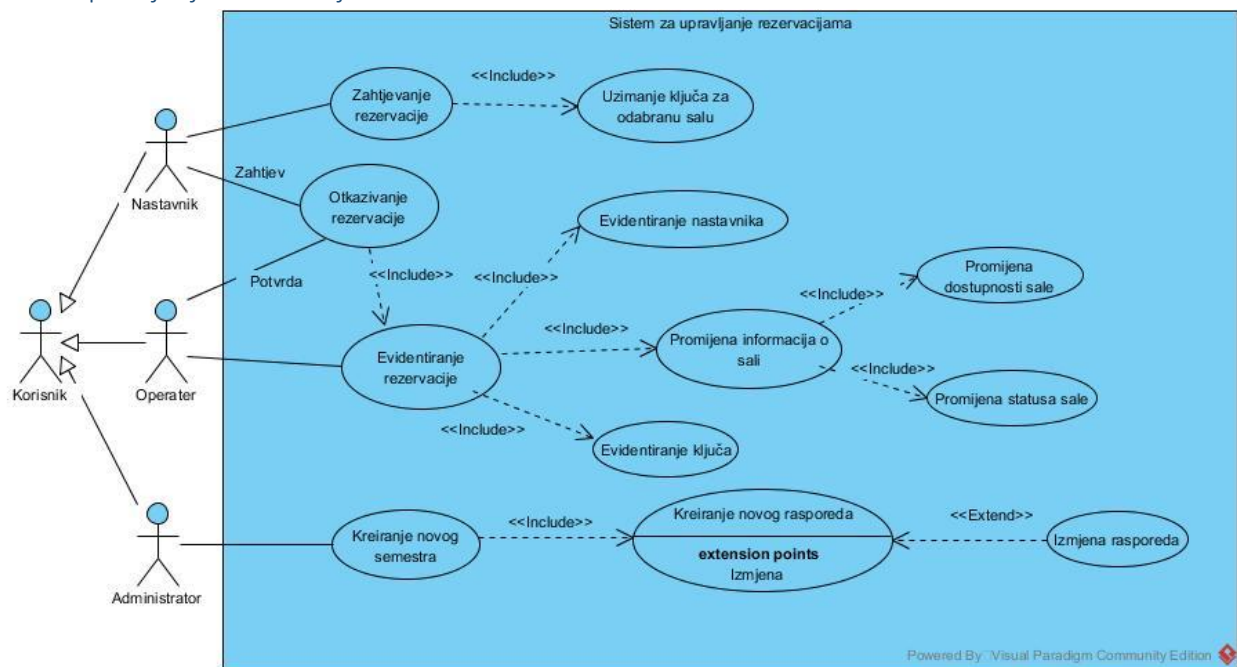 Sistem za upravljanje rezervacijama
Zahtjevanje
rezervacije
<<Include>>
Uzimanje ključa za
odabranu salu
Nastavnik
Zahtjev
Otkazivanje
rezervacije
Evidentiranje nastavnika
Potvrda
<<Include>>
<<Include>>
Promijena
dostupnosti sale
<<Include>>
Korisnik
Operater
Evidentiranje
rezervacije
<<Include>>
Promijena informacija o
sali
<<Include>>
Promijena statusa sale
<<Include>>
Evidentiranje ključa
Administrator
Kreiranje novog
semestra
<<Include>>
Kreiranje novog rasporeda
extension points
Izmjena
<<Extend>>
Izmjena rasporeda
Powered By Visual Paradigm Community Edition